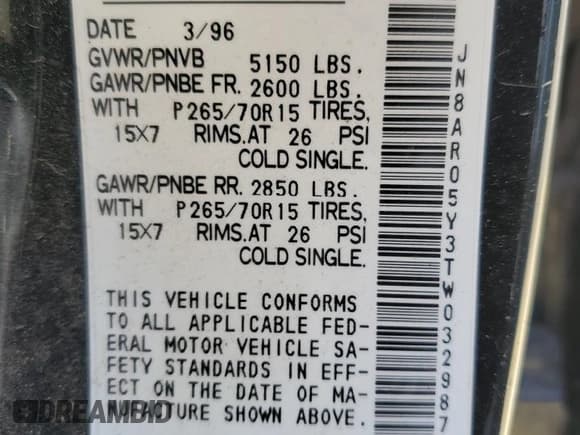 DATE 3/96
GVWR/PNVB 5150 LBS.
GAWR/PNBE FR. 2600 LBS.
WITH P265/70R15 TIRES,
15X7 RIMS.AT 26 PSI
COLD SINGLE.
GAWR/PNBE RR. 2850 LBS.
WITH P265/70R15 TIRES,
15X7 RIMS.AT 26 PSI
COLD SINGLE.
THIS VEHICLE CONFORMS
TO ALL APPLICABLE FED-
ERAL MOTOR VEHICLE SA-
FETY STANDARDS IN EFF-
ECT ON THE DATE OF MA-
NUFACTURE SHOWN ABOVE.
JN8AR05Y3TW032987
DREAMBID